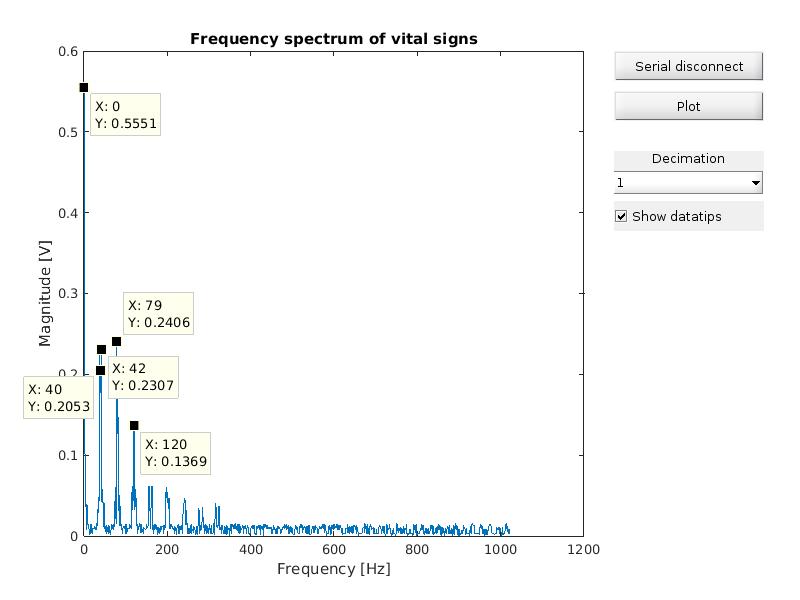 Frequency spectrum of vital signs
0.6
0.5
0.4
0.3
0.2
0.1
0
Magnitude [V]
X: 0
Y: 0.5551
X: 79
Y: 0.2406
X: 42
Y: 0.2307
X: 40
Y: 0.2053
X: 120
Y: 0.1369
0 200 400 600 800 1000 1200
Frequency [Hz]
Serial disconnect
Plot
Decimation
1
Show datatips